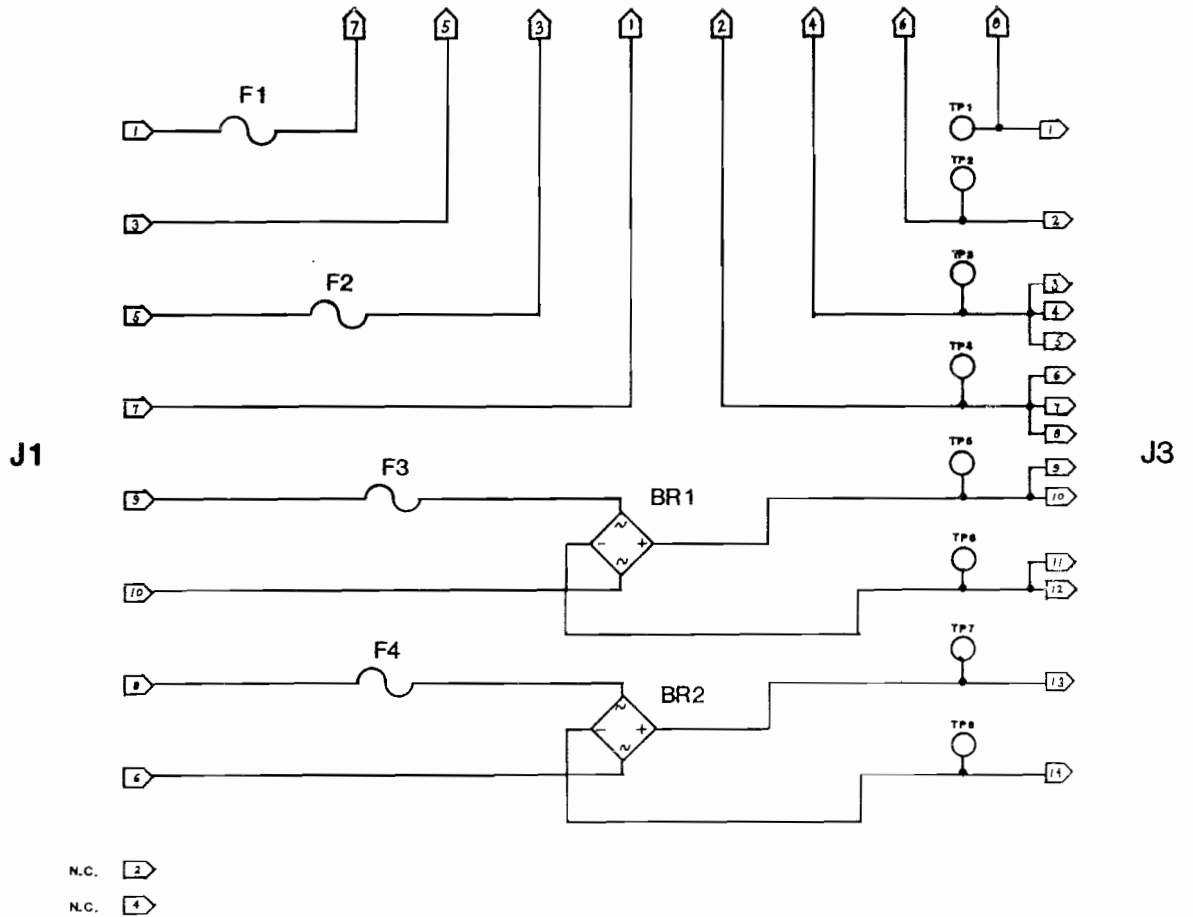 7 5 3 1 2 4 6 8
F1
TP1
1 1
TP2
3 2
F2
TP3
3
5 4
5
TP4
6
7 7
8
J1 J3
F3
BR1
TP5
9
9 10
~
- +
~
TP6
11
10 12
F4
BR2
TP7
8 13
~
- +
~
TP8
6 14
N.C. 2
N.C. 4